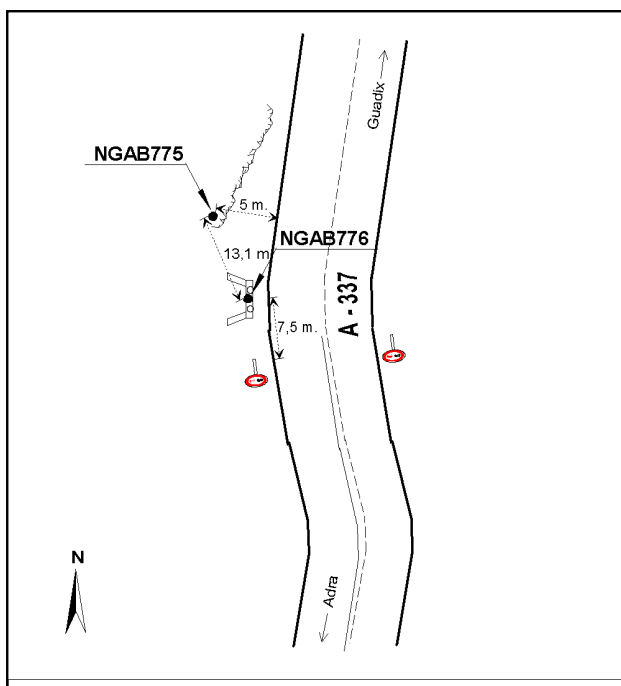 Guadix
NGAB775
5 m.
NGAB776
13,1 m
A - 337
7,5 m.
N
Adra